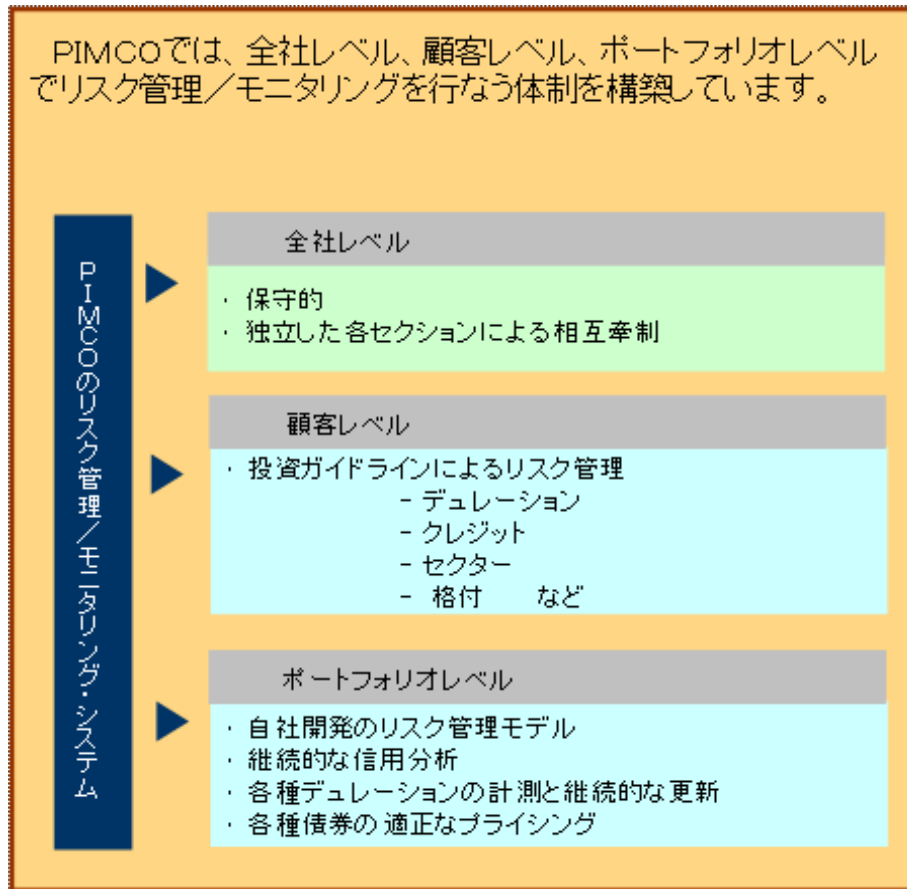 PIMCOでは、全社レベル、顧客レベル、ポートフォリオレベル
でリスク管理／モニタリングを行なう体制を構築しています。
PIMCOのリスク管理／モニタリング・システム
全社レベル
・ 保守的
・ 独立した各セクションによる相互牽制
顧客レベル
・ 投資ガイドラインによるリスク管理
－ デュレーション
－ クレジット
－ セクター
－ 格付　など
ポートフォリオレベル
・ 自社開発のリスク管理モデル
・ 継続的な信用分析
・ 各種デュレーションの計測と継続的な更新
・ 各種債券の適正なプライシング